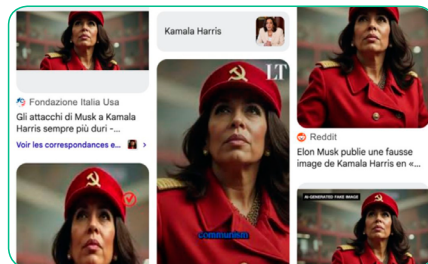 Fondazione Italia Usa
Gli attacchi di Musk a Kamala
Harris sempre più duri -...
Voir les correspondances e...
Kamala Harris
LT
communism
Reddit
Elon Musk publie une fausse
image de Kamala Harris en «...
AI-GENERATED FAKE IMAGE